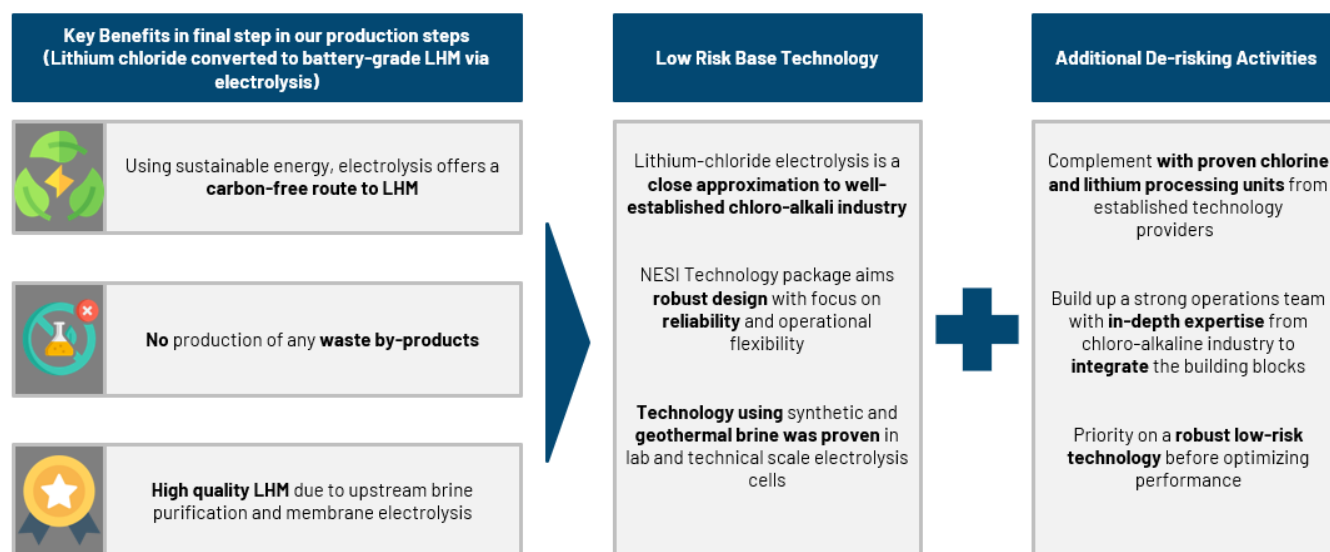 Key Benefits in final step in our production steps
(Lithium chloride converted to battery-grade LHM via
electrolysis)
Using sustainable energy, electrolysis offers a
carbon-free route to LHM
No production of any waste by-products
High quality LHM due to upstream brine
purification and membrane electrolysis
Low Risk Base Technology
Lithium-chloride electrolysis is a
close approximation to well-
established chloro-alkali industry
NESI Technology package aims
robust design with focus on
reliability and operational
flexibility
Technology using synthetic and
geothermal brine was proven in
lab and technical scale electrolysis
cells
Additional De-risking Activities
Complement with proven chlorine
and lithium processing units from
established technology
providers
Build up a strong operations team
with in-depth expertise from
chloro-alkaline industry to
integrate the building blocks
Priority on a robust low-risk
technology before optimizing
performance